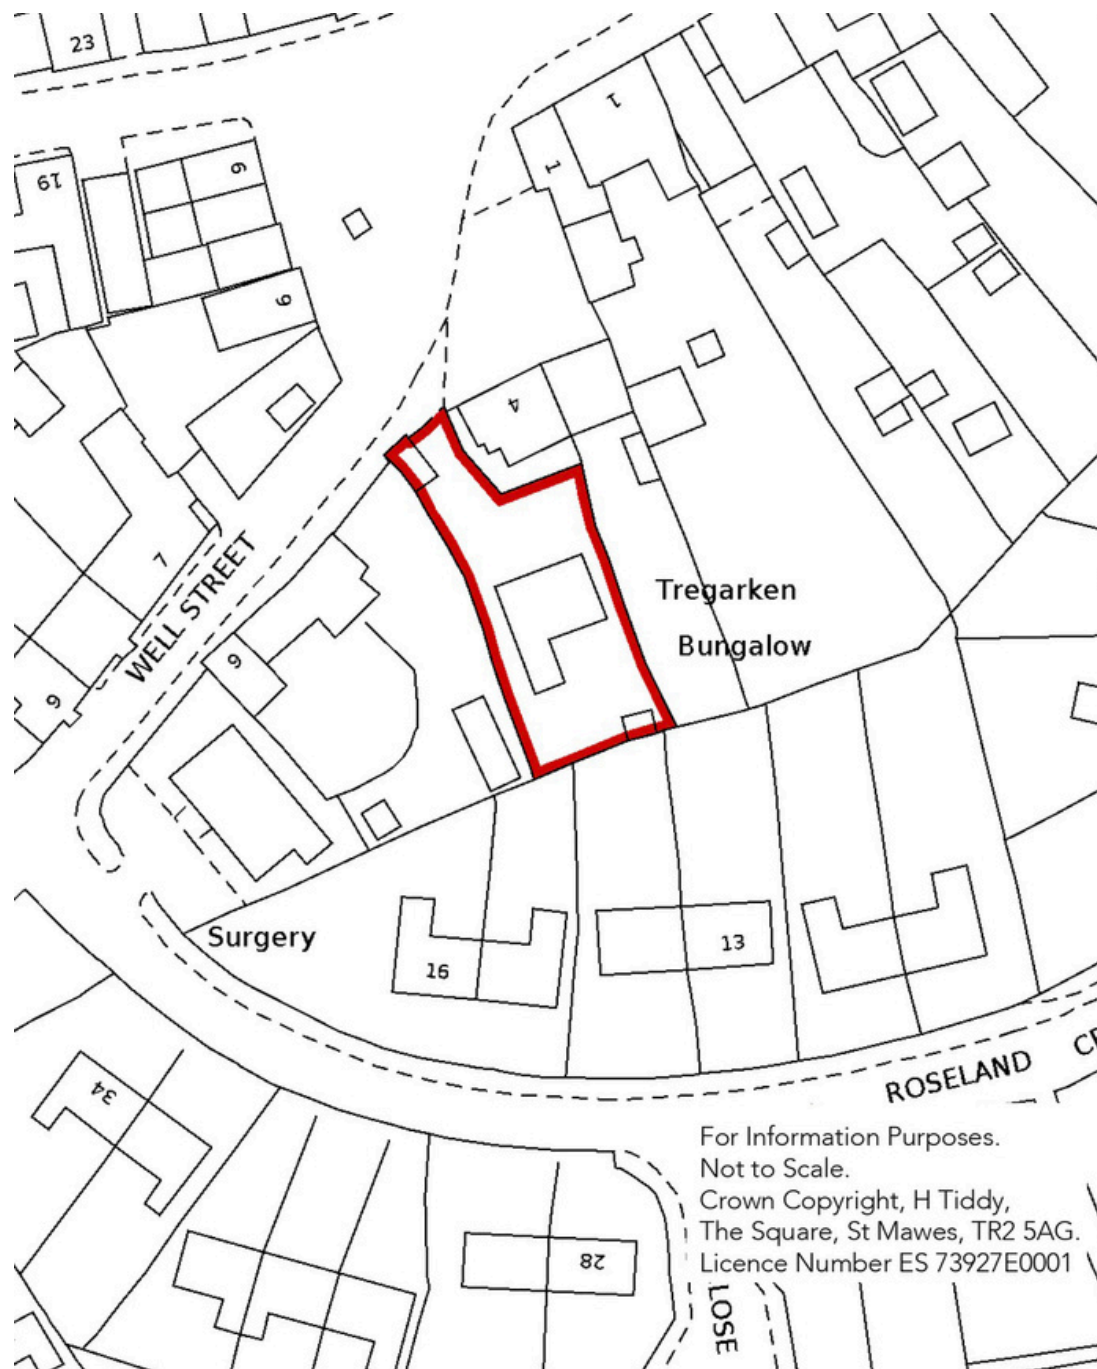 23
19
9
1
1
9
4
7
WELL STREET
Tregarken
Bungalow
9
9
Surgery
16
13
ROSELAND
34
28
LOSE
For Information Purposes.
Not to Scale.
Crown Copyright, H Tiddy,
The Square, St Mawes, TR2 5AG.
Licence Number ES 73927E0001